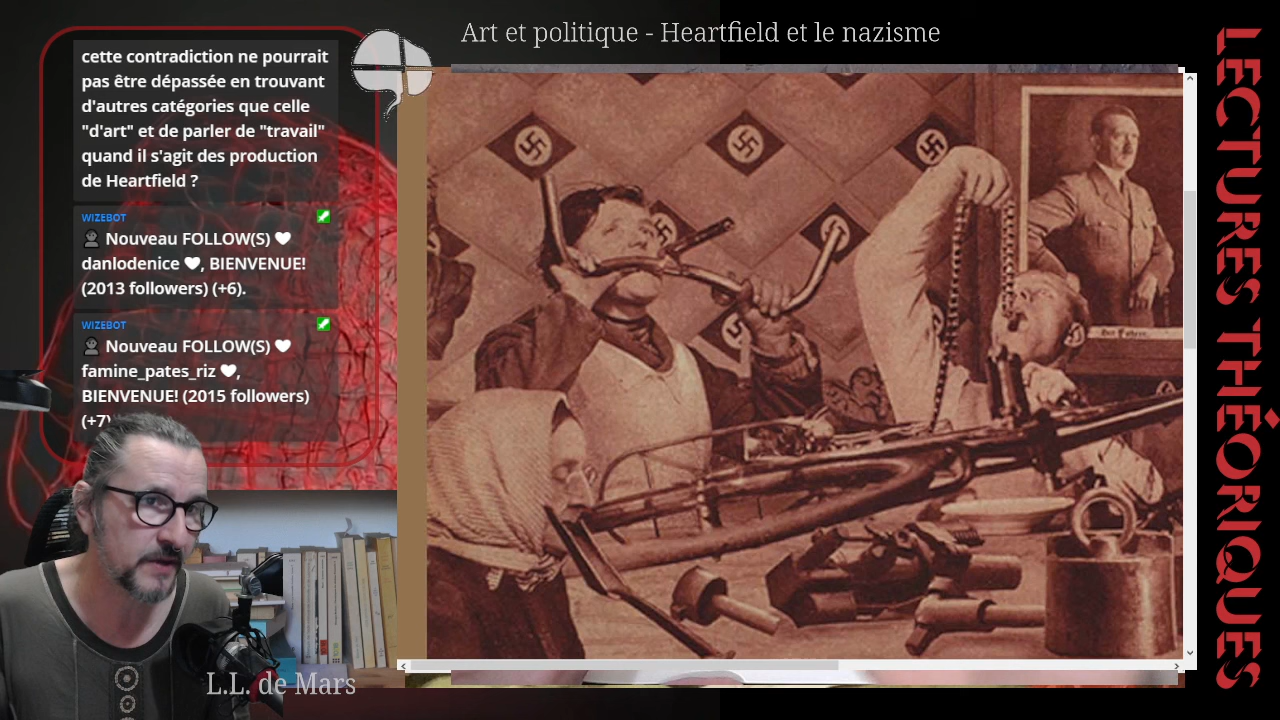 Art et politique - Heartfield et le nazisme
cette contradiction ne pourrait
pas être dépassée en trouvant
d'autres catégories que celle
"d'art" et de parler de "travail"
quand il s'agit des production
de Heartfield ?
WIZEBOT
Nouveau FOLLOW(S)
danlodenice , BIENVENUE!
(2013 followers) (+6).
WIZEBOT
Nouveau FOLLOW(S)
famine_pates_riz ,
BIENVENUE! (2015 followers)
(+7)
L.L. de Mars
LECTURES THÉORIQUES